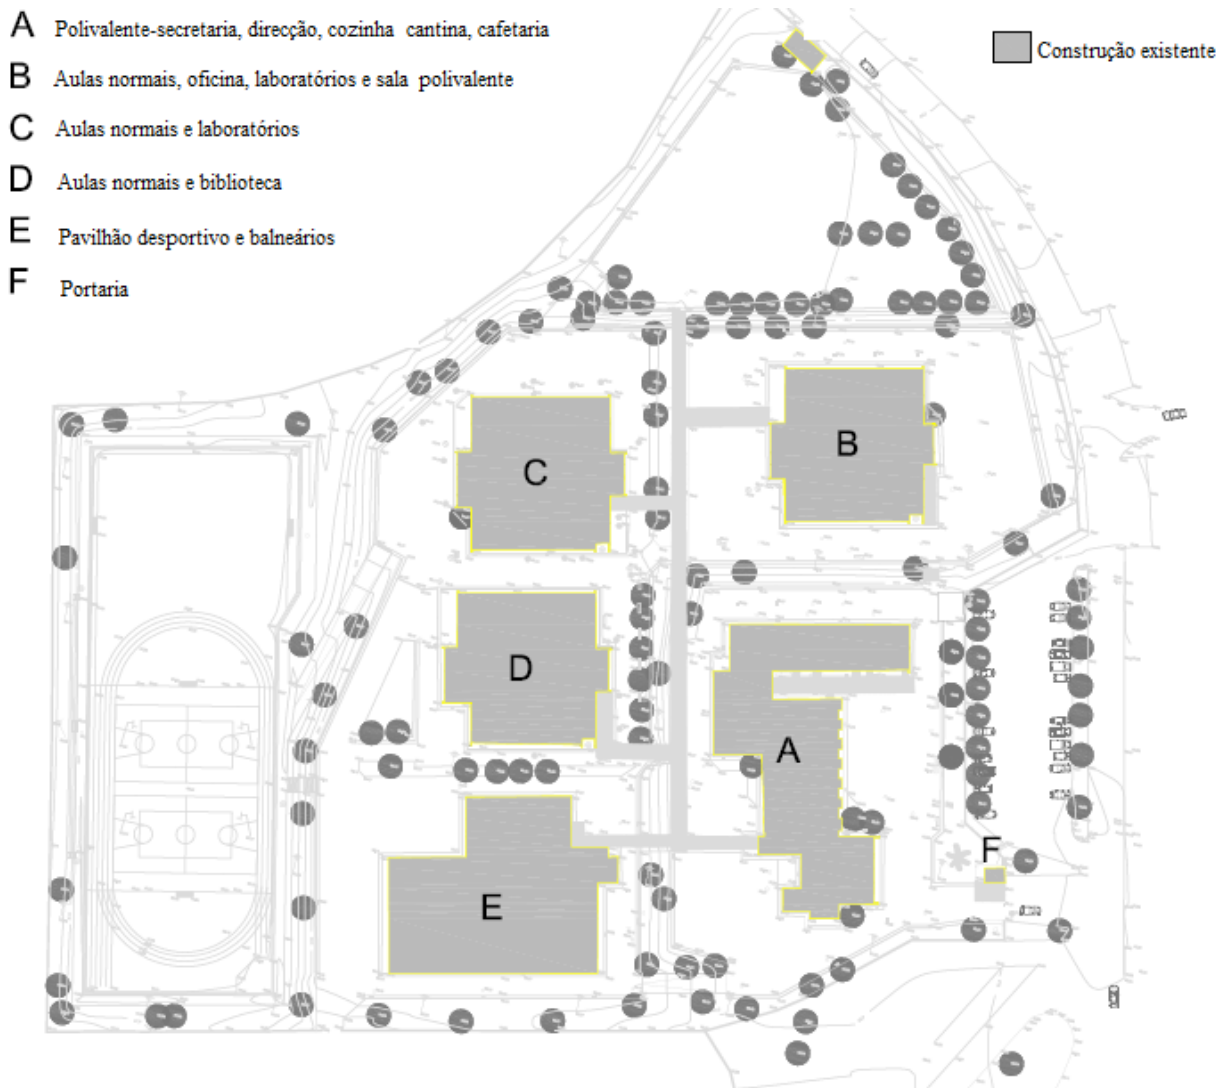 A Polivalente-secretaria, direcção, cozinha cantina, cafetaria
B Aulas normais, oficina, laboratórios e sala polivalente
C Aulas normais e laboratórios
D Aulas normais e biblioteca
E Pavilhão desportivo e balneários
F Portaria
Construção existente
B
C
D
A
F
E